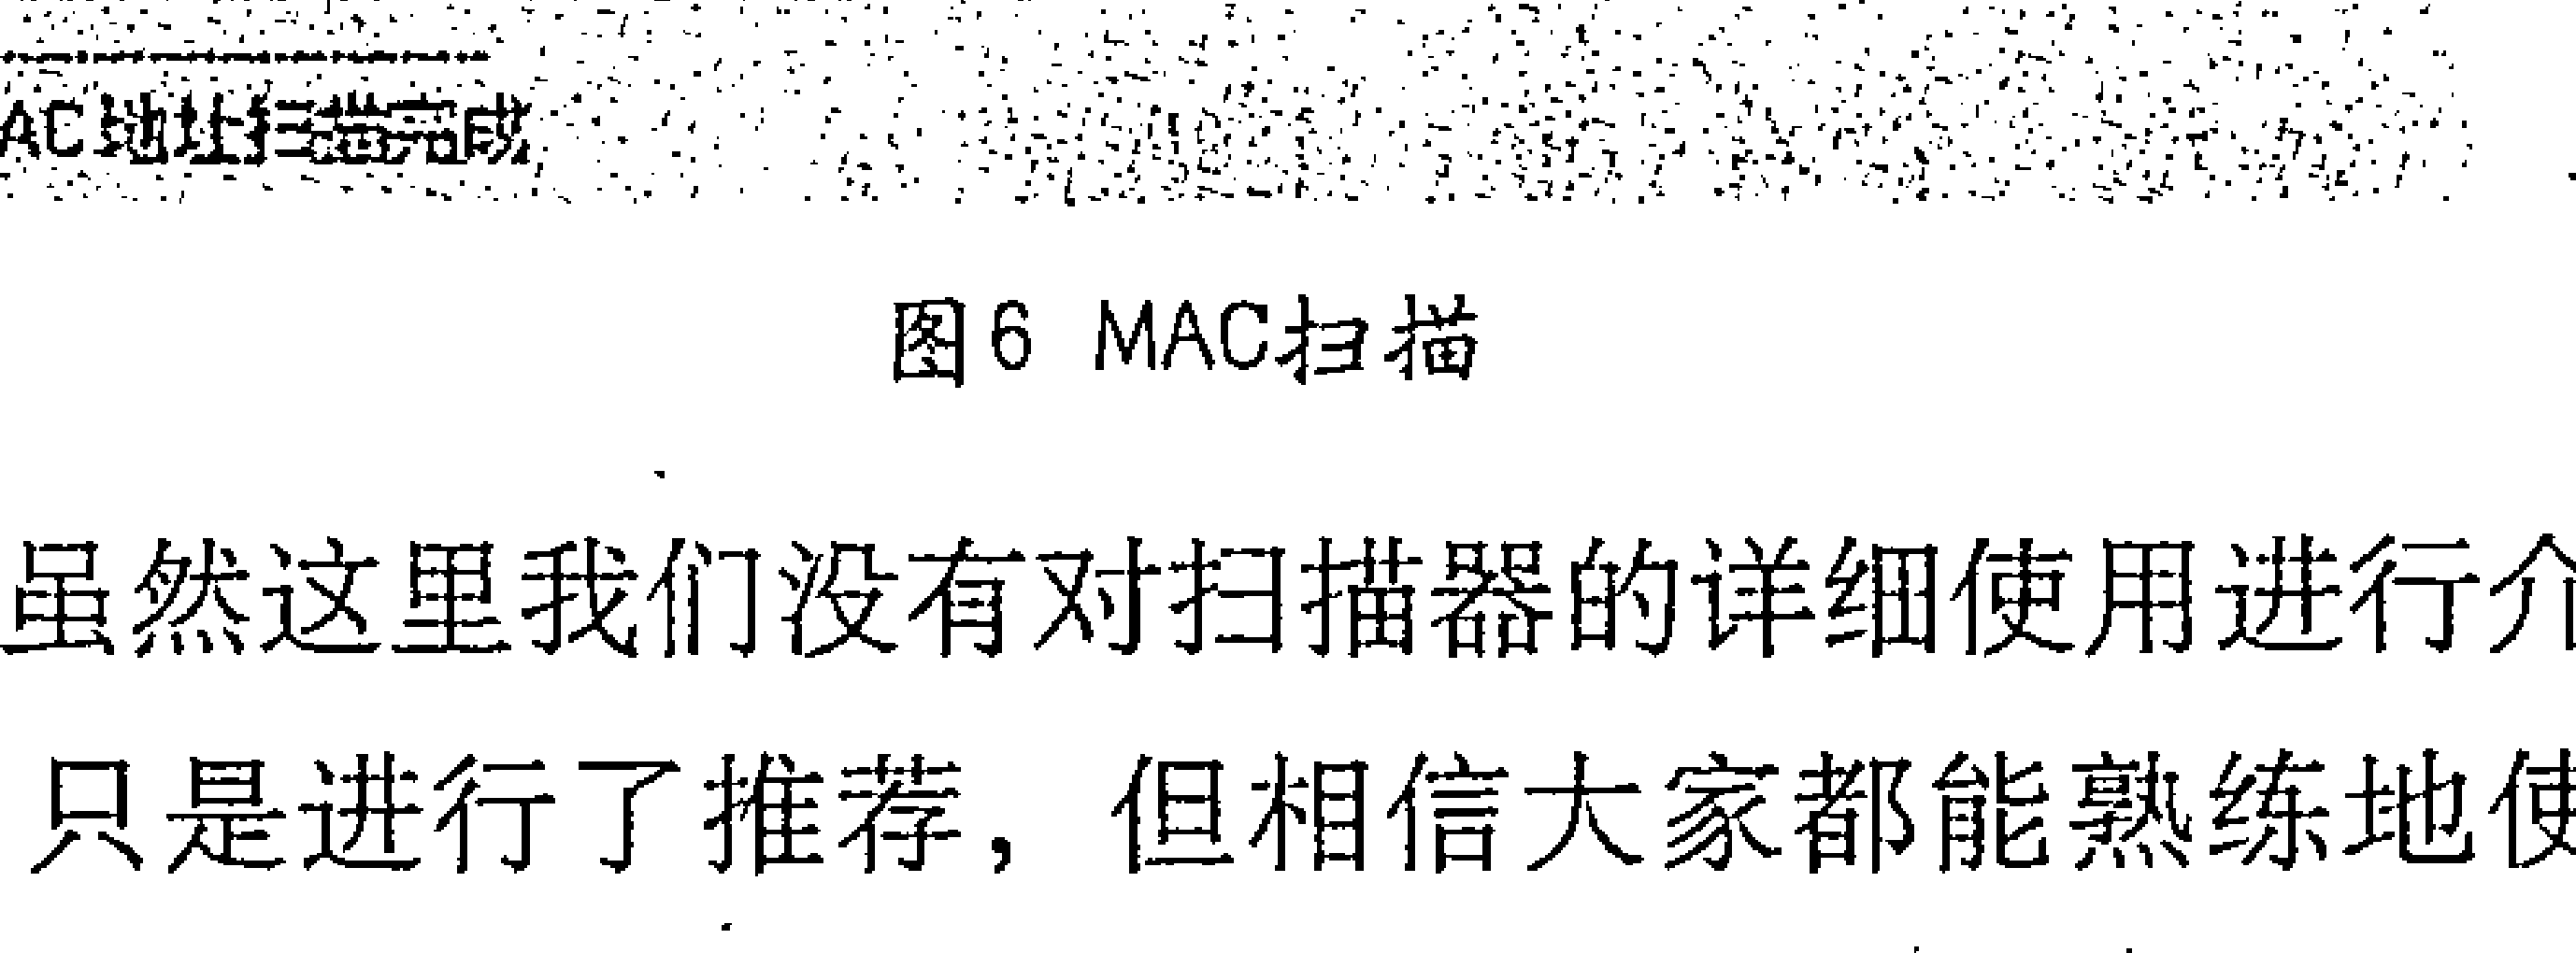 AC地址扫描完成
图6 MAC扫描
虽然这里我们没有对扫描器的详细使用进行介
只是进行了推荐，但相信大家都能熟练地使